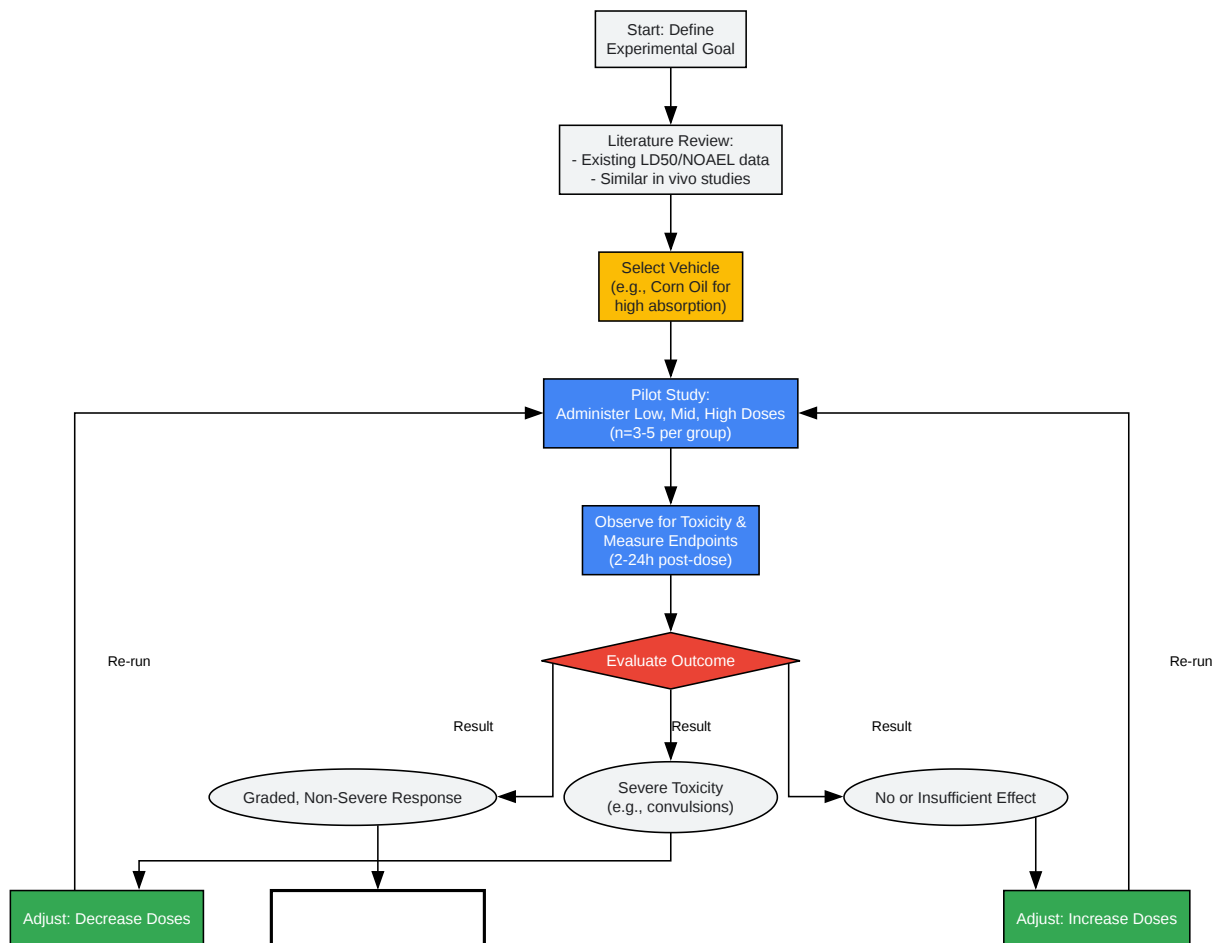 Start: Define
Experimental Goal
Literature Review:
- Existing LD50/NOAEL data
- Similar in vivo studies
Select Vehicle
(e.g., Corn Oil for
high absorption)
Pilot Study:
Administer Low, Mid, High Doses
(n=3-5 per group)
Observe for Toxicity &
Measure Endpoints
(2-24h post-dose)
Re-run
Evaluate Outcome
Re-run
Result
Result
Result
Graded, Non-Severe Response
Severe Toxicity
(e.g., convulsions)
No or Insufficient Effect
Adjust: Decrease Doses
Adjust: Increase Doses